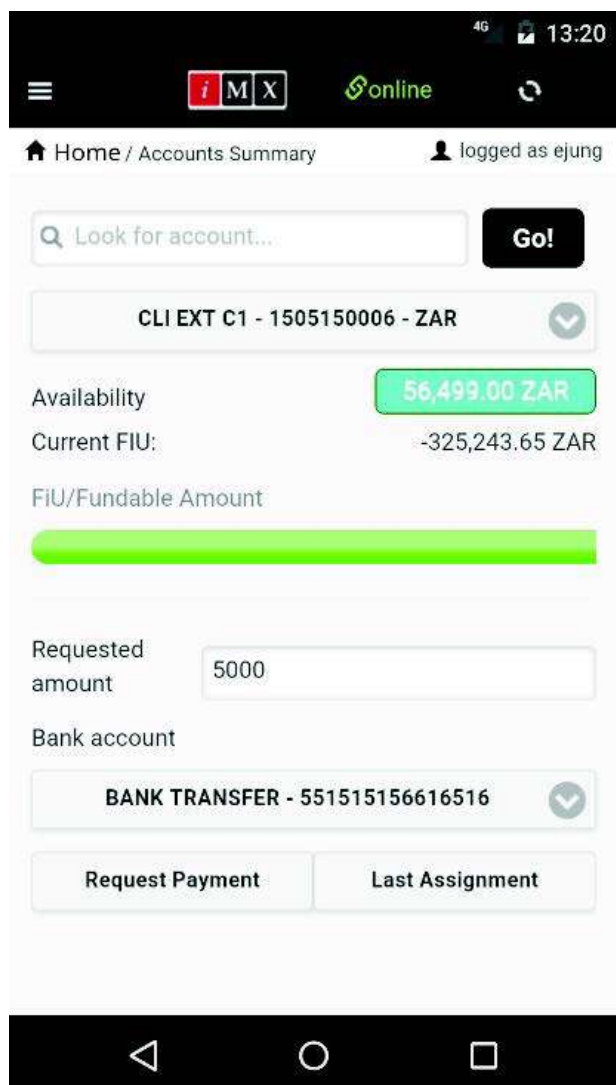 4G 13:20
iMX online
Home / Accounts Summary logged as ejung
Look for account... Go!
CLI EXT C1 - 1505150006 - ZAR
Availability 56,499.00 ZAR
Current FIU: -325,243.65 ZAR
FiU/Fundable Amount
Requested
amount 5000
Bank account
BANK TRANSFER - 551515156616516
Request Payment Last Assignment